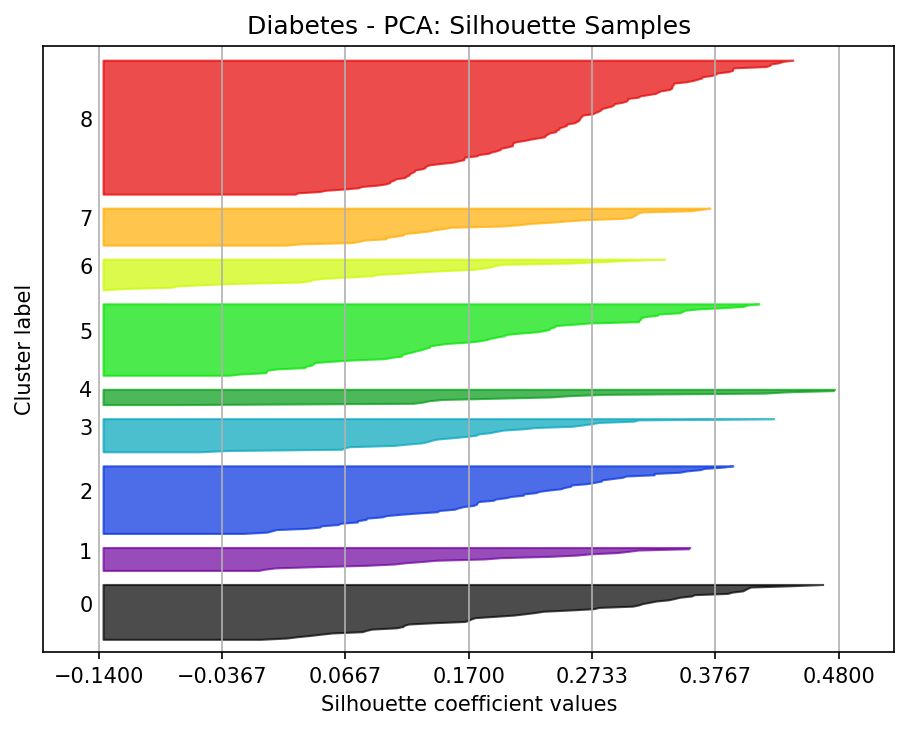 Diabetes - PCA: Silhouette Samples
8
7
6
5
4
3
2
1
0
Cluster label
−0.1400 −0.0367 0.0667 0.1700 0.2733 0.3767 0.4800
Silhouette coefficient values